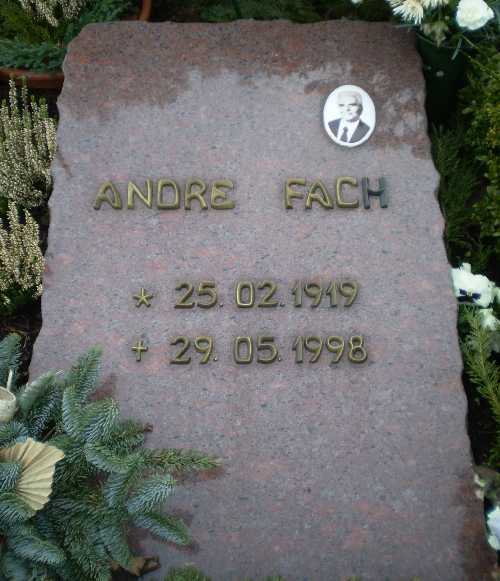 ANDRE FACH
* 25.02.1919
+ 29.05.1998